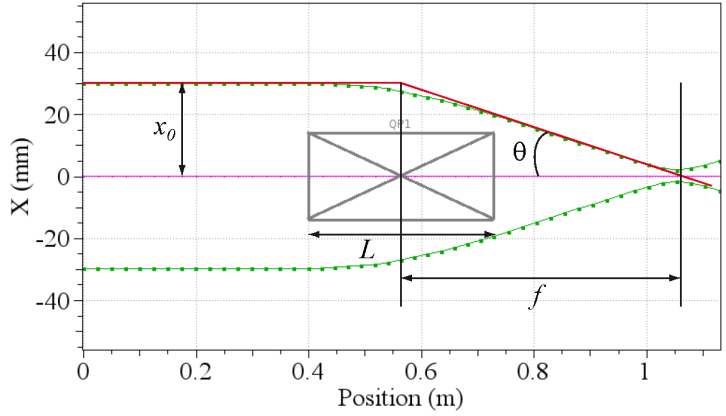 40
20
0
-20
-40
X (mm)
x₀
QP1
θ
L
f
0 0.2 0.4 0.6 0.8 1
Position (m)